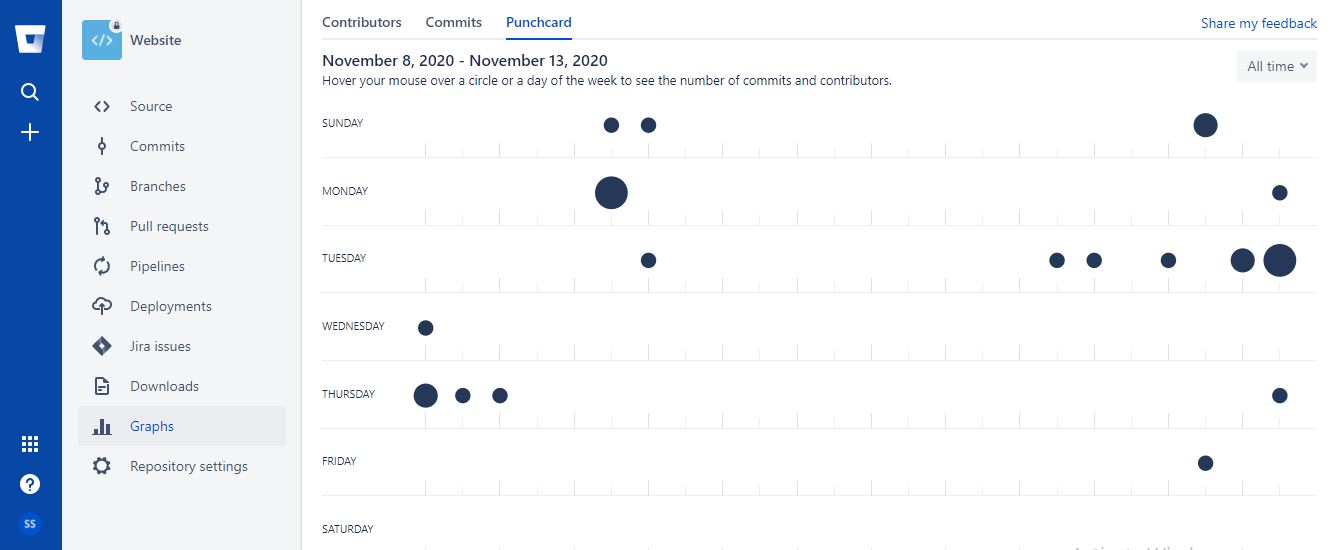 Contributors Commits Punchcard Share my feedback
Website
November 8, 2020 - November 13, 2020
Hover your mouse over a circle or a day of the week to see the number of commits and contributors.
All time
</>
Source
Commits
Branches
Pull requests
Pipelines
Deployments
Jira issues
Downloads
Graphs
Repository settings
?
SS
SUNDAY
MONDAY
TUESDAY
WEDNESDAY
THURSDAY
FRIDAY
SATURDAY